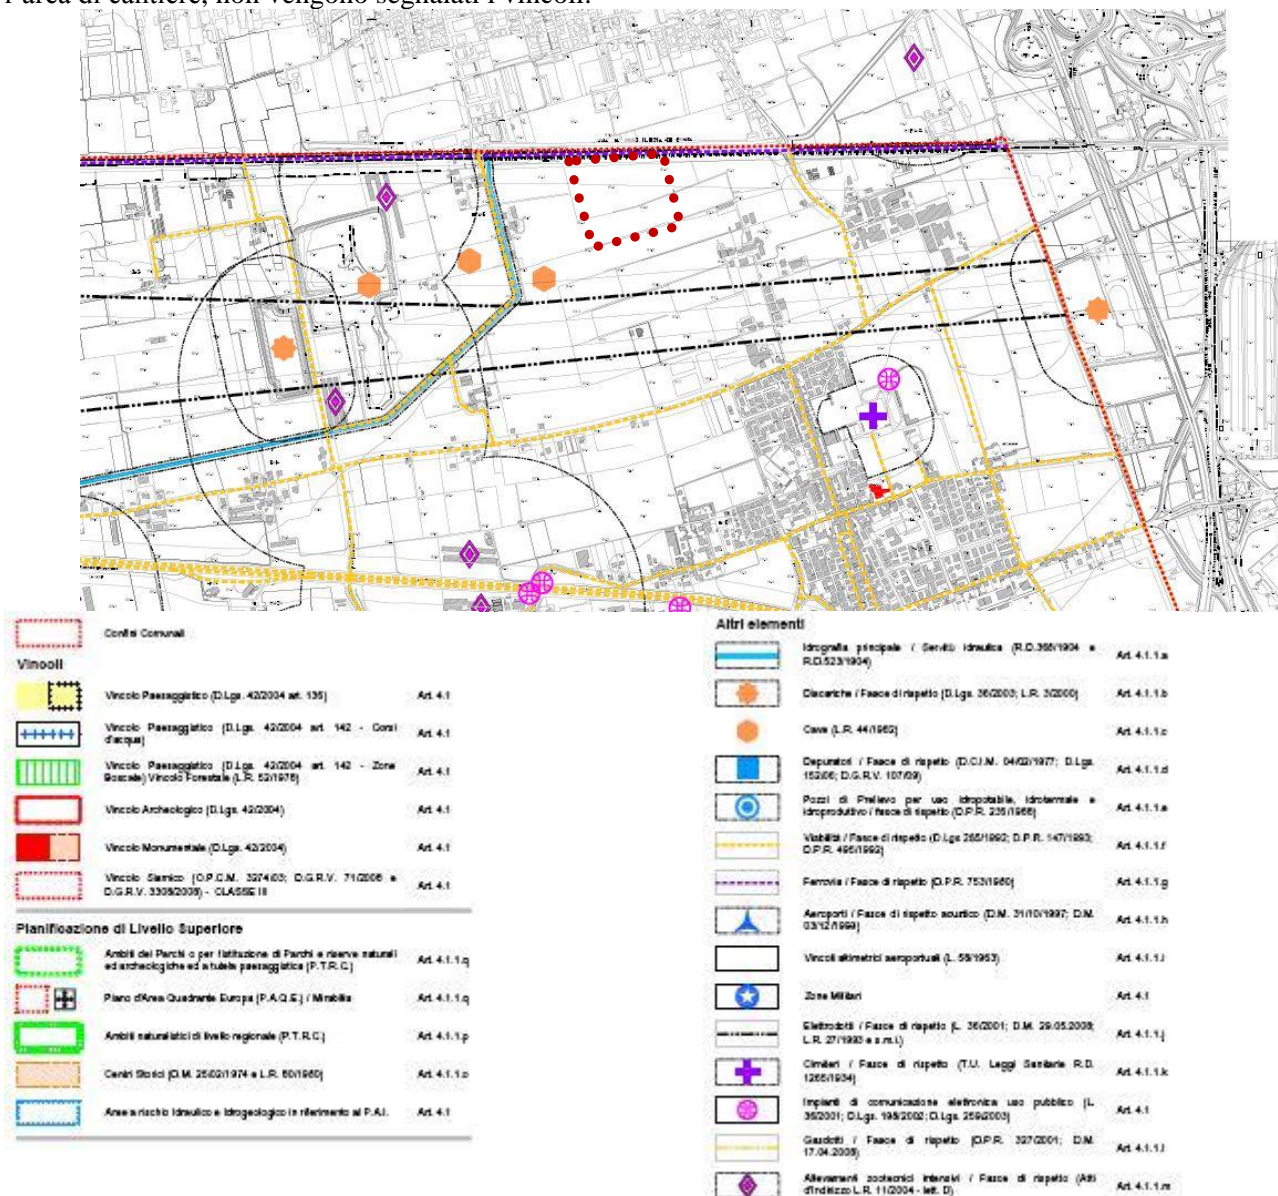 l'area di cantiere, non vengono segnalati i vincoli.
Confini Comunali
Vincoli
Vincolo Paesaggistico (D.Lgs. 42/2004 art. 136) Art. 4.1
Vincolo Paesaggistico (D.Lgs. 42/2004 art. 142 - Corsi
d'acqua) Art. 4.1
Vincolo Paesaggistico (D.Lgs. 42/2004 art. 142 - Zone
Boscate) Vincolo Forestale (L.R. 52/1978) Art. 4.1
Vincolo Archeologico (D.Lgs. 42/2004) Art. 4.1
Vincolo Monumentale (D.Lgs. 42/2004) Art. 4.1
Vincolo Sismico (O.P.C.M. 3274/03; D.G.R.V. 71/2008 e
D.G.R.V. 3308/2008) - CLASSE III Art. 4.1
Pianificazione di Livello Superiore
Ambiti dei Parchi o per l'istituzione di Parchi e riserve naturali
ed archeologiche ed a tutela paesaggistica (P.T.R.C.) Art. 4.1.1.q
Piano d'Area Quadrante Europa (P.A.Q.E.) / Mirabilia Art. 4.1.1.q
Ambiti naturalistici di livello regionale (P.T.R.C.) Art. 4.1.1.p
Centri Storici (D.M. 25/02/1974 e L.R. 80/1980) Art. 4.1.1.o
Aree a rischio Idraulico e Idrogeologico in riferimento al P.A.I. Art. 4.1
Altri elementi
Idrografia principale / Servitù idraulica (R.D.368/1904 e
R.D.523/1904) Art. 4.1.1.a
Discariche / Fasce di rispetto (D.Lgs. 36/2003; L.R. 3/2000) Art. 4.1.1.b
Cave (L.R. 44/1982) Art. 4.1.1.c
Depuratori / Fasce di rispetto (D.C.I.M. 04/02/1977; D.Lgs.
152/06; D.G.R.V. 107/09) Art. 4.1.1.d
Pozzi di Prelievo per uso idropotabile, idrotermale e
idroproduttivo / fasce di rispetto (D.P.R. 236/1988) Art. 4.1.1.e
Viabilità / Fasce di rispetto (D.Lgs 285/1992; D.P.R. 147/1993;
D.P.R. 495/1992) Art. 4.1.1.f
Ferrovia / Fasce di rispetto (D.P.R. 753/1980) Art. 4.1.1.g
Aeroporti / Fasce di rispetto acustico (D.M. 31/10/1997; D.M.
03/12/1999) Art. 4.1.1.h
Vincoli altimetrici aeroportuali (L. 58/1963) Art. 4.1.1.i
Zone Militari Art. 4.1
Elettrodotti / Fasce di rispetto (L. 36/2001; D.M. 29.05.2008;
L.R. 27/1993 e s.m.i.) Art. 4.1.1.j
Cimiteri / Fasce di rispetto (T.U. Leggi Sanitarie R.D.
1265/1934) Art. 4.1.1.k
Impianti di comunicazione elettronica uso pubblico (L.
36/2001; D.Lgs. 198/2002; D.Lgs. 259/2003) Art. 4.1
Gasdotti / Fasce di rispetto (D.P.R. 327/2001; D.M.
17.04.2008) Art. 4.1.1.l
Allevamenti zootecnici intensivi / Fasce di rispetto (Atti
d'Indirizzo L.R. 11/2004 - lett. D) Art. 4.1.1.m